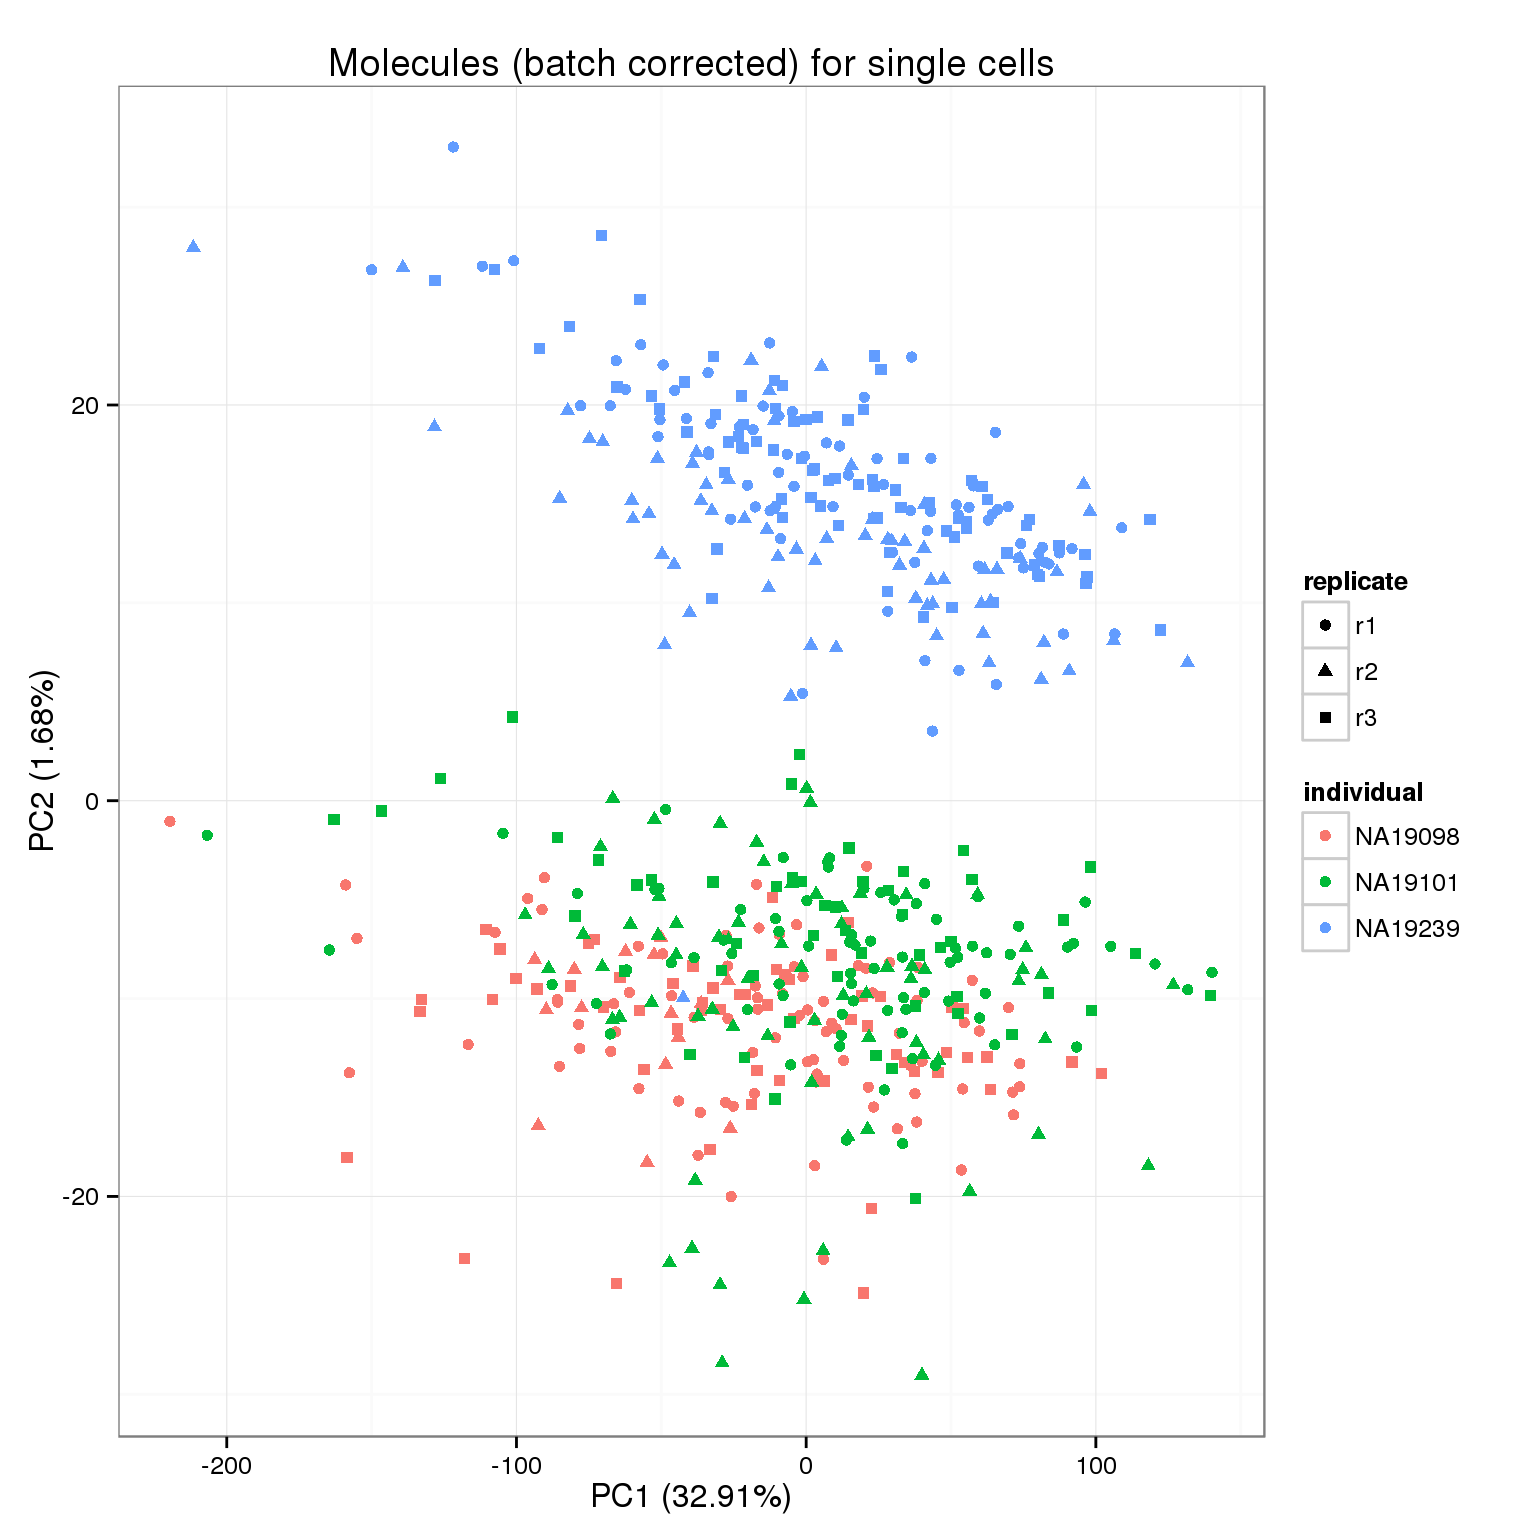 Molecules (batch corrected) for single cells
PC2 (1.68%)
20
0
-20
-200
-100
0
100
PC1 (32.91%)
replicate
r1
r2
r3
individual
NA19098
NA19101
NA19239